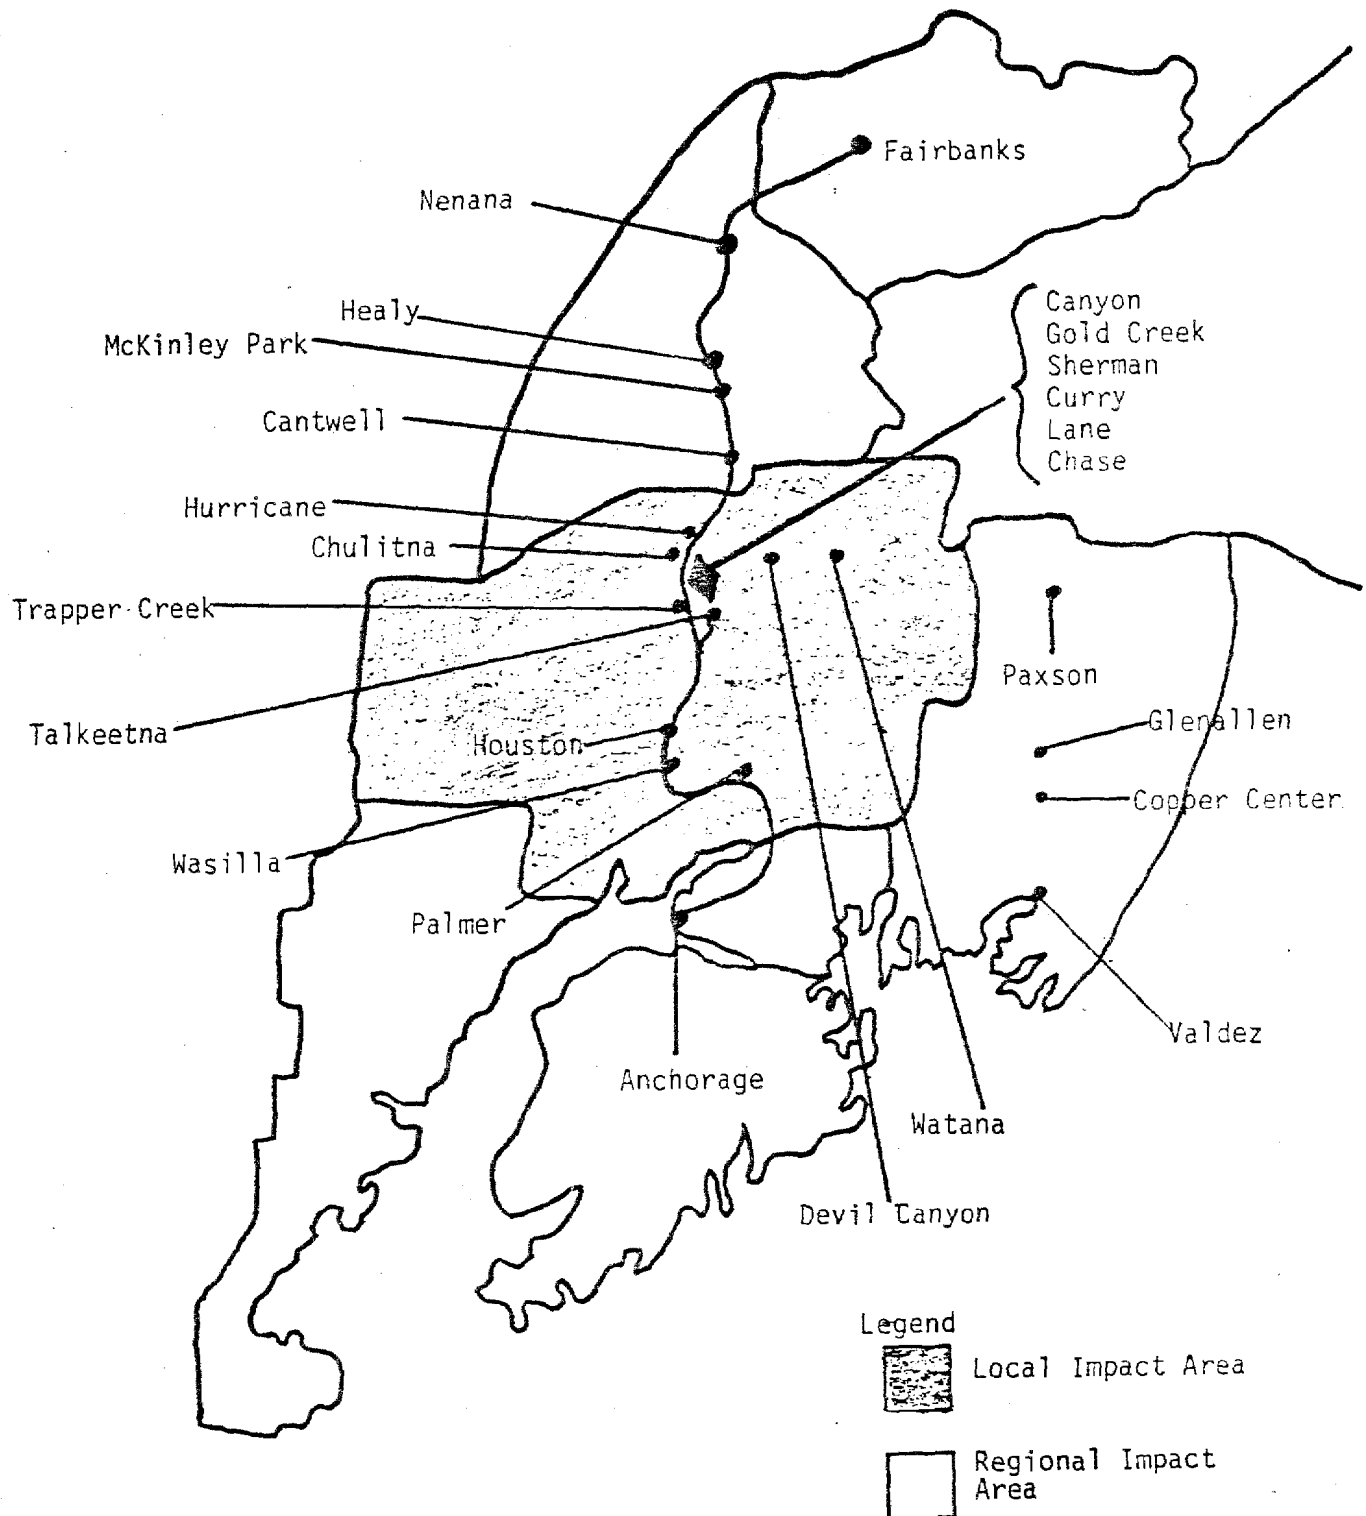 Fairbanks
Nenana
Canyon
Gold Creek
Sherman
Curry
Lane
Chase
Healy
McKinley Park
Cantwell
Hurricane
Chulitna
Trapper Creek
Paxson
Glenallen
Talkeetna
Houston
Copper Center
Wasilla
Palmer
Valdez
Anchorage
Watana
Devil Canyon
Legend
Local Impact Area
Regional Impact
Area